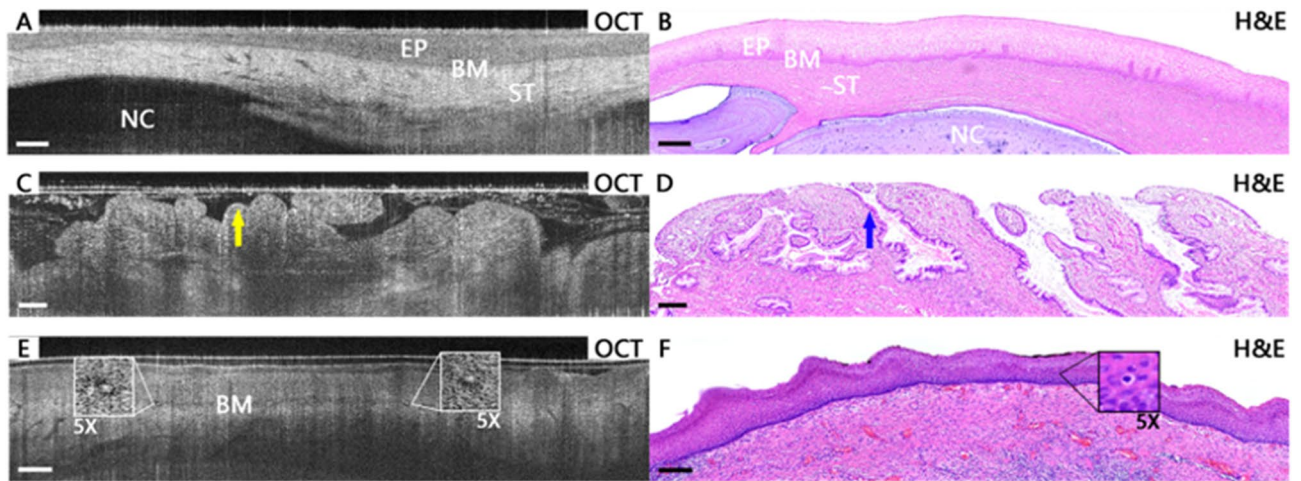 A OCT
EP
BM
ST
NC
B H&E
EP
BM
~ST
NC
C OCT
D H&E
E OCT
5X
BM
5X
F H&E
5X